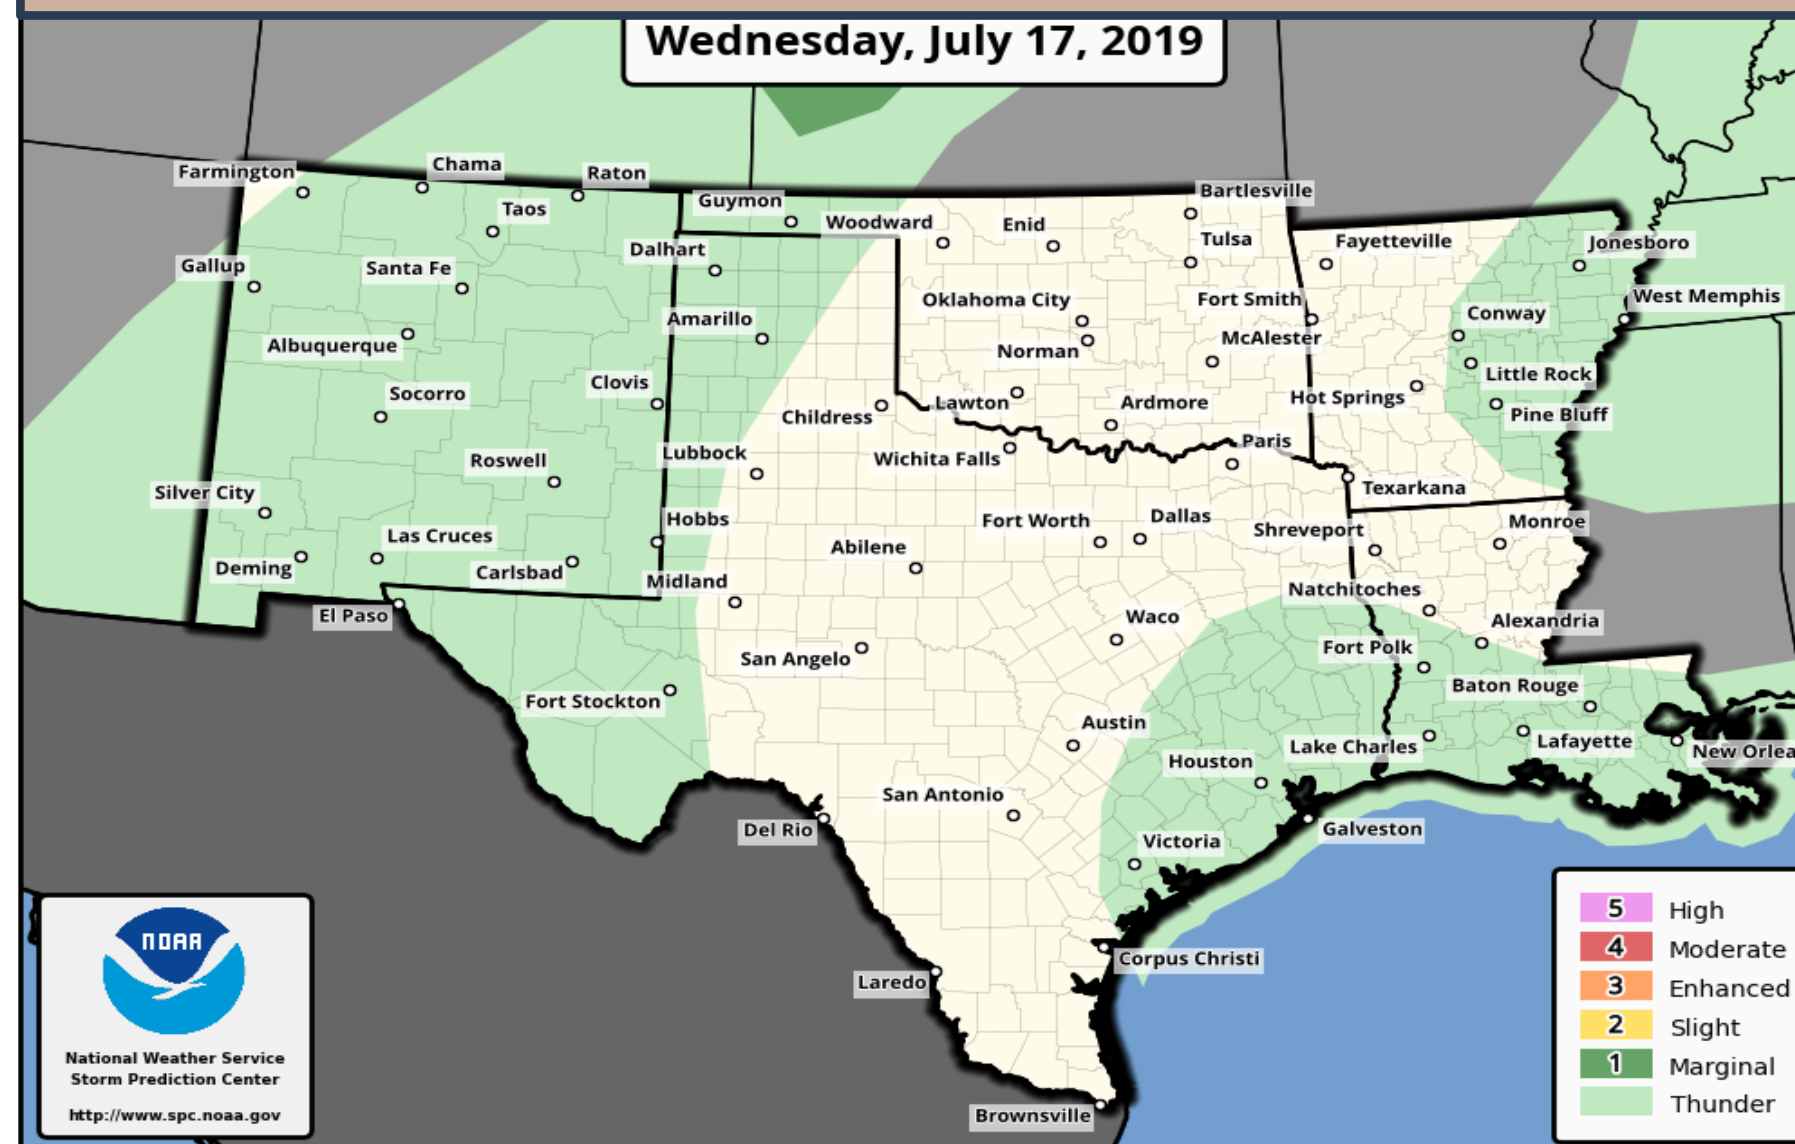 Wednesday, July 17, 2019
Farmington
Chama
Raton
Taos
Guymon
Woodward
Enid
Bartlesville
Tulsa
Fayetteville
Jonesboro
Gallup
Santa Fe
Dalhart
Oklahoma City
Fort Smith
Conway
West Memphis
Albuquerque
Amarillo
Norman
McAlester
Little Rock
Socorro
Clovis
Childress
Lawton
Ardmore
Hot Springs
Pine Bluff
Roswell
Lubbock
Wichita Falls
Paris
Texarkana
Silver City
Hobbs
Fort Worth
Dallas
Shreveport
Monroe
Las Cruces
Abilene
Deming
Carlsbad
Midland
Natchitoches
El Paso
Waco
Alexandria
San Angelo
Fort Polk
Fort Stockton
Baton Rouge
Austin
Lake Charles
Lafayette
New Orlea
Houston
San Antonio
Del Rio
Galveston
Victoria
Corpus Christi
Laredo
Brownsville
NOAA
National Weather Service
Storm Prediction Center
http://www.spc.noaa.gov
5 High
4 Moderate
3 Enhanced
2 Slight
1 Marginal
Thunder